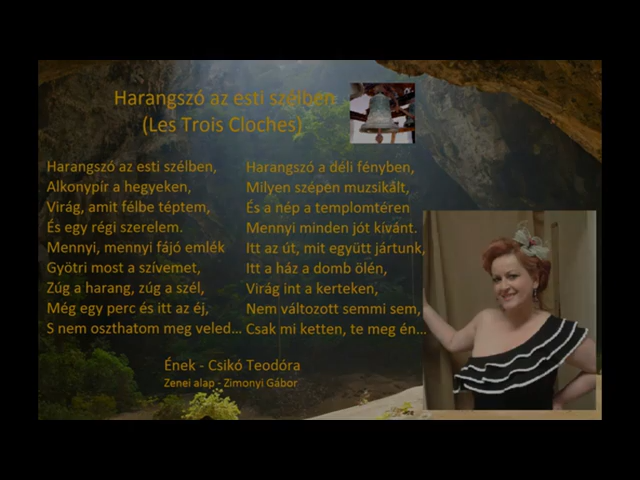 Harangszó az esti szélben
(Les Trois Cloches)
Harangszó az esti szélben,
Alkonypír a hegyeken,
Virág, amit félbe téptem,
És egy régi szerelem.
Mennyi, mennyi fájó emlék
Gyötri most a szívemet,
Zúg a harang, zúg a szél,
Még egy perc és itt az éj,
S nem oszthatom meg veled...
Harangszó a déli fényben,
Milyen szépen muzsikált,
És a nép a templomtéren
Mennyi minden jót kívánt.
Itt az út, mit együtt jártunk,
Itt a ház a domb ölén,
Virág int a kerteken,
Nem változott semmi sem,
Csak mi ketten, te meg én...
Ének - Csikó Teodóra
Zenei alap - Zimonyi Gábor